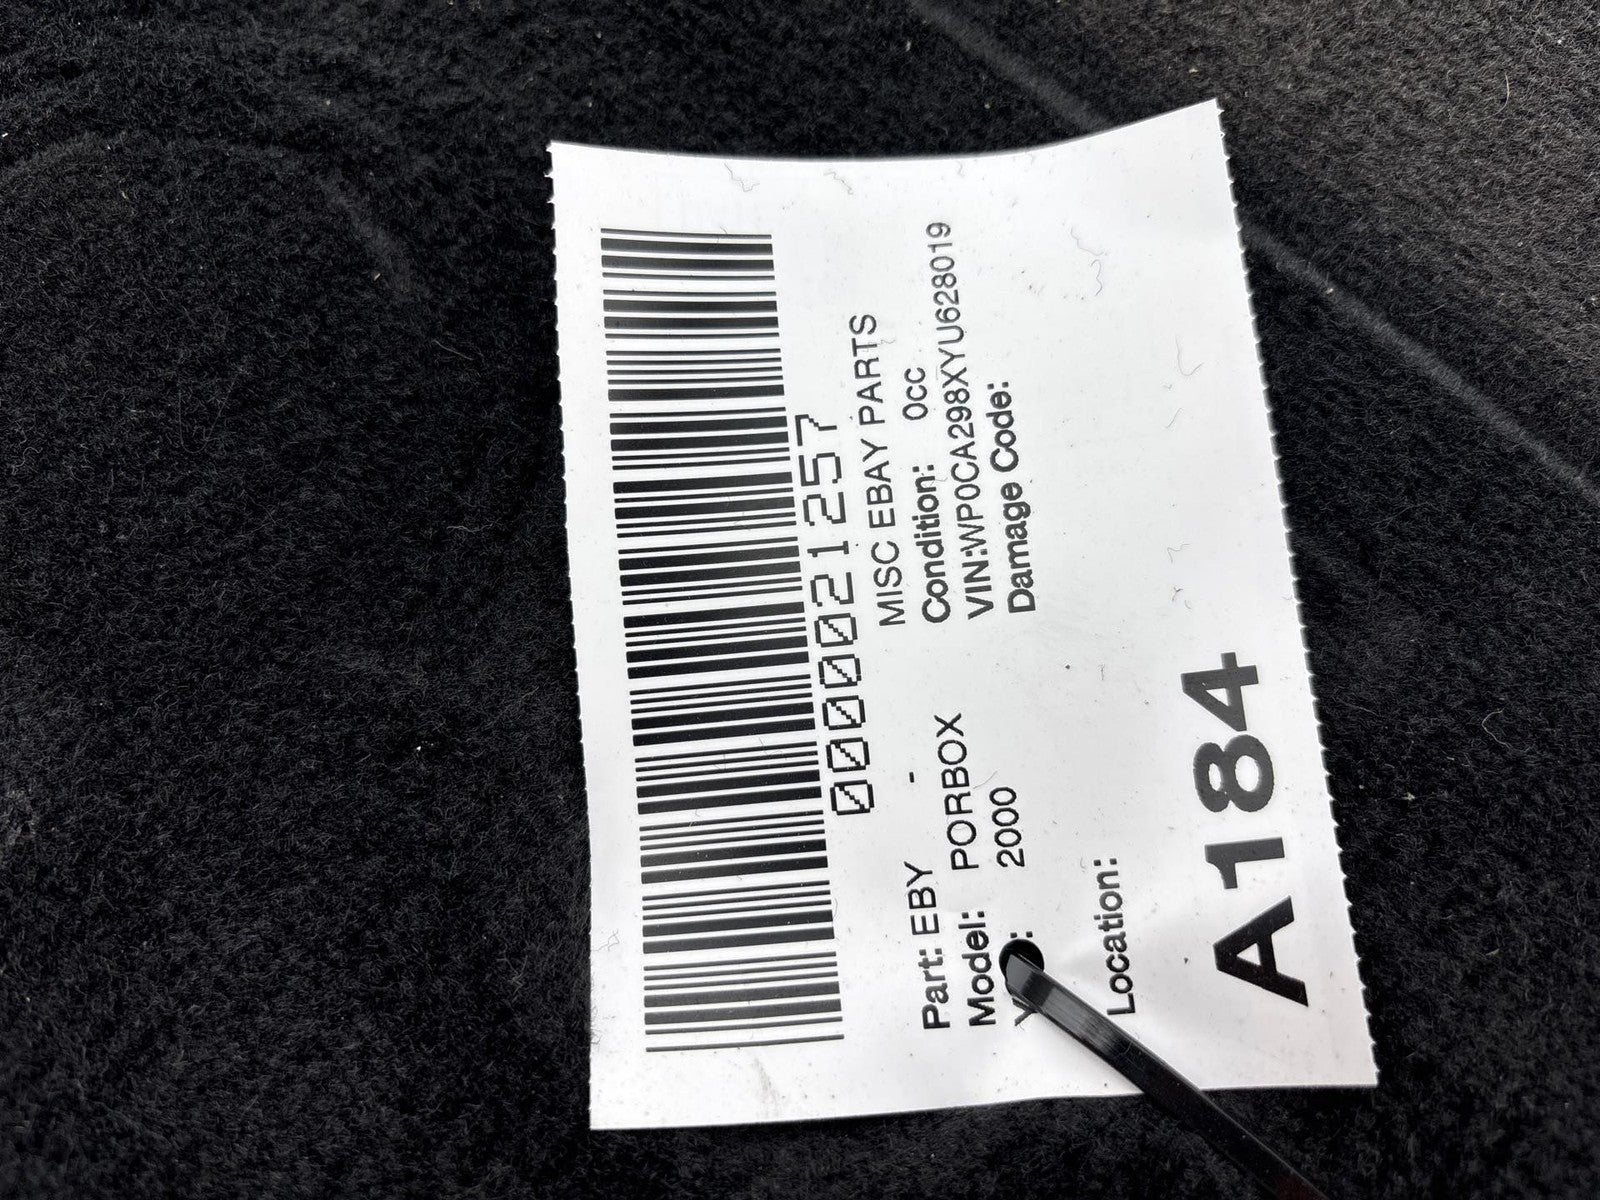 0000021257
Part: EBY - MISC EBAY PARTS
Model: PORBOX Condition: 0cc
2000 VIN:WP0CA298XYU628019
Damage Code:
Location:
A184